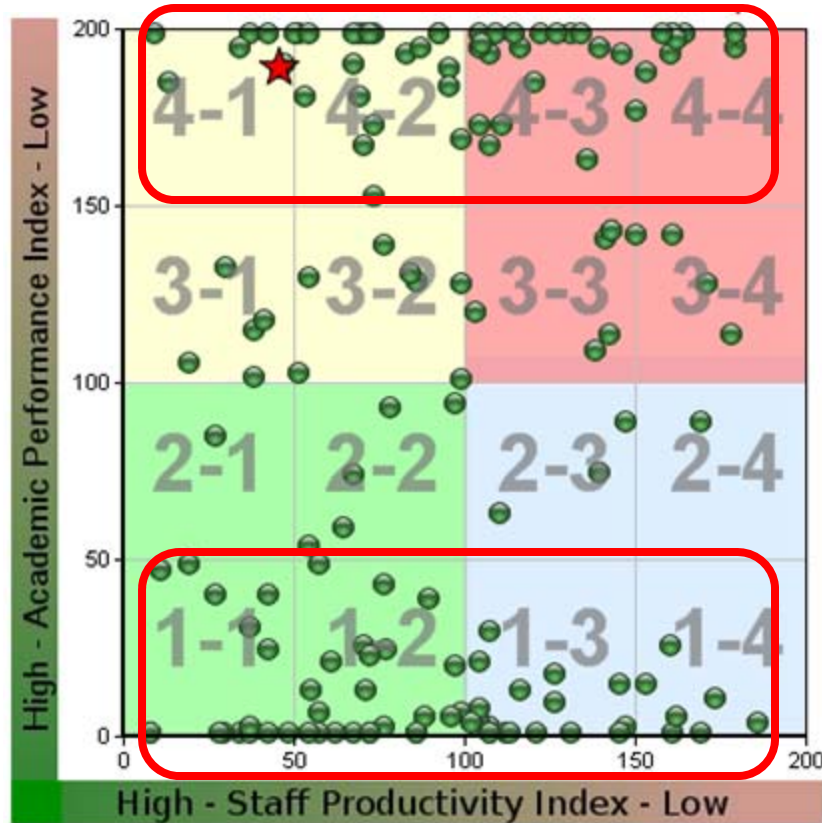 High - Academic Performance Index - Low
200
4-1 4-2 4-3 4-4
150
3-1 3-2 3-3 3-4
100
2-1 2-2 2-3 2-4
50
1-1 1-2 1-3 1-4
0
0 50 100 150 200
High - Staff Productivity Index - Low